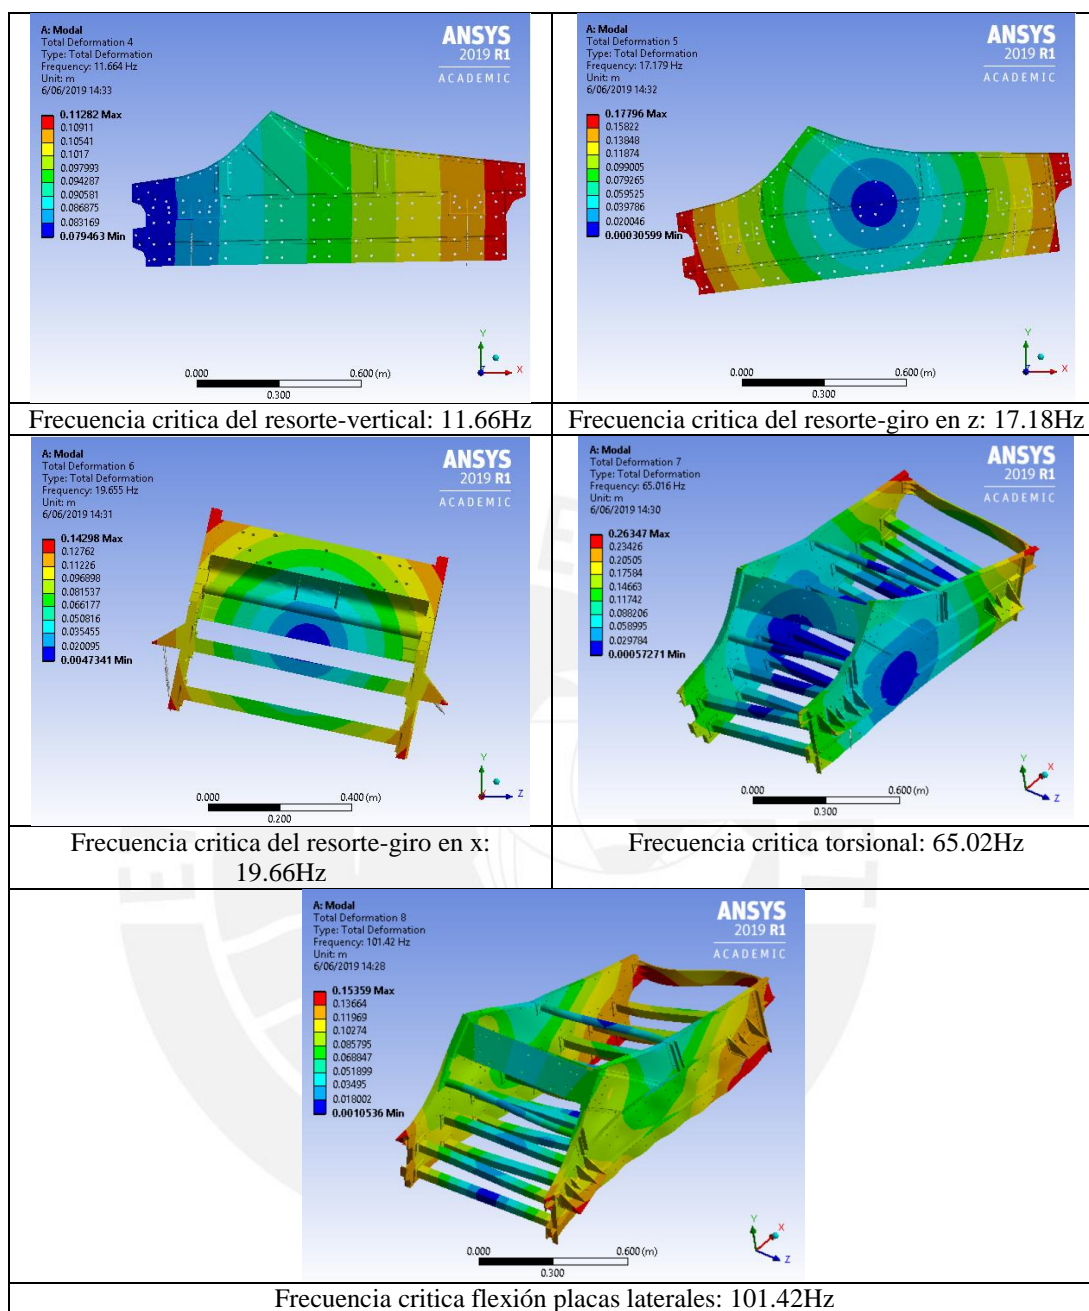 A: Modal
Total Deformation 4
Type: Total Deformation
Frequency: 11.664 Hz
Unit: m
6/06/2019 14:33
ANSYS
2019 R1
ACADEMIC
0.11282 Max
0.10911
0.10541
0.1017
0.097993
0.094287
0.090581
0.086875
0.083169
0.079463 Min
Y
Z
X
0.000
0.600 (m)
0.300
Frecuencia critica del resorte-vertical: 11.66Hz
A: Modal
Total Deformation 5
Type: Total Deformation
Frequency: 17.179 Hz
Unit: m
6/06/2019 14:32
ANSYS
2019 R1
ACADEMIC
0.17796 Max
0.15822
0.13848
0.11874
0.099005
0.079265
0.059525
0.039786
0.020046
0.00030599 Min
Y
Z
X
0.000
0.600 (m)
0.300
Frecuencia critica del resorte-giro en z: 17.18Hz
A: Modal
Total Deformation 6
Type: Total Deformation
Frequency: 19.655 Hz
Unit: m
6/06/2019 14:31
ANSYS
2019 R1
ACADEMIC
0.14298 Max
0.12762
0.11226
0.096898
0.081537
0.066177
0.050816
0.035455
0.020095
0.0047341 Min
Y
Z
0.000
0.400 (m)
0.200
Frecuencia critica del resorte-giro en x:
19.66Hz
A: Modal
Total Deformation 7
Type: Total Deformation
Frequency: 65.016 Hz
Unit: m
6/06/2019 14:30
ANSYS
2019 R1
ACADEMIC
0.26347 Max
0.23426
0.20505
0.17584
0.14663
0.11742
0.088206
0.058995
0.029784
0.00057271 Min
Y
X
Z
0.000
0.600 (m)
0.300
Frecuencia critica torsional: 65.02Hz
A: Modal
Total Deformation 8
Type: Total Deformation
Frequency: 101.42 Hz
Unit: m
6/06/2019 14:28
ANSYS
2019 R1
ACADEMIC
0.15359 Max
0.13664
0.11969
0.10274
0.085795
0.068847
0.051899
0.03495
0.018002
0.0010536 Min
Y
X
Z
0.000
0.600 (m)
0.300
Frecuencia critica flexión placas laterales: 101.42Hz